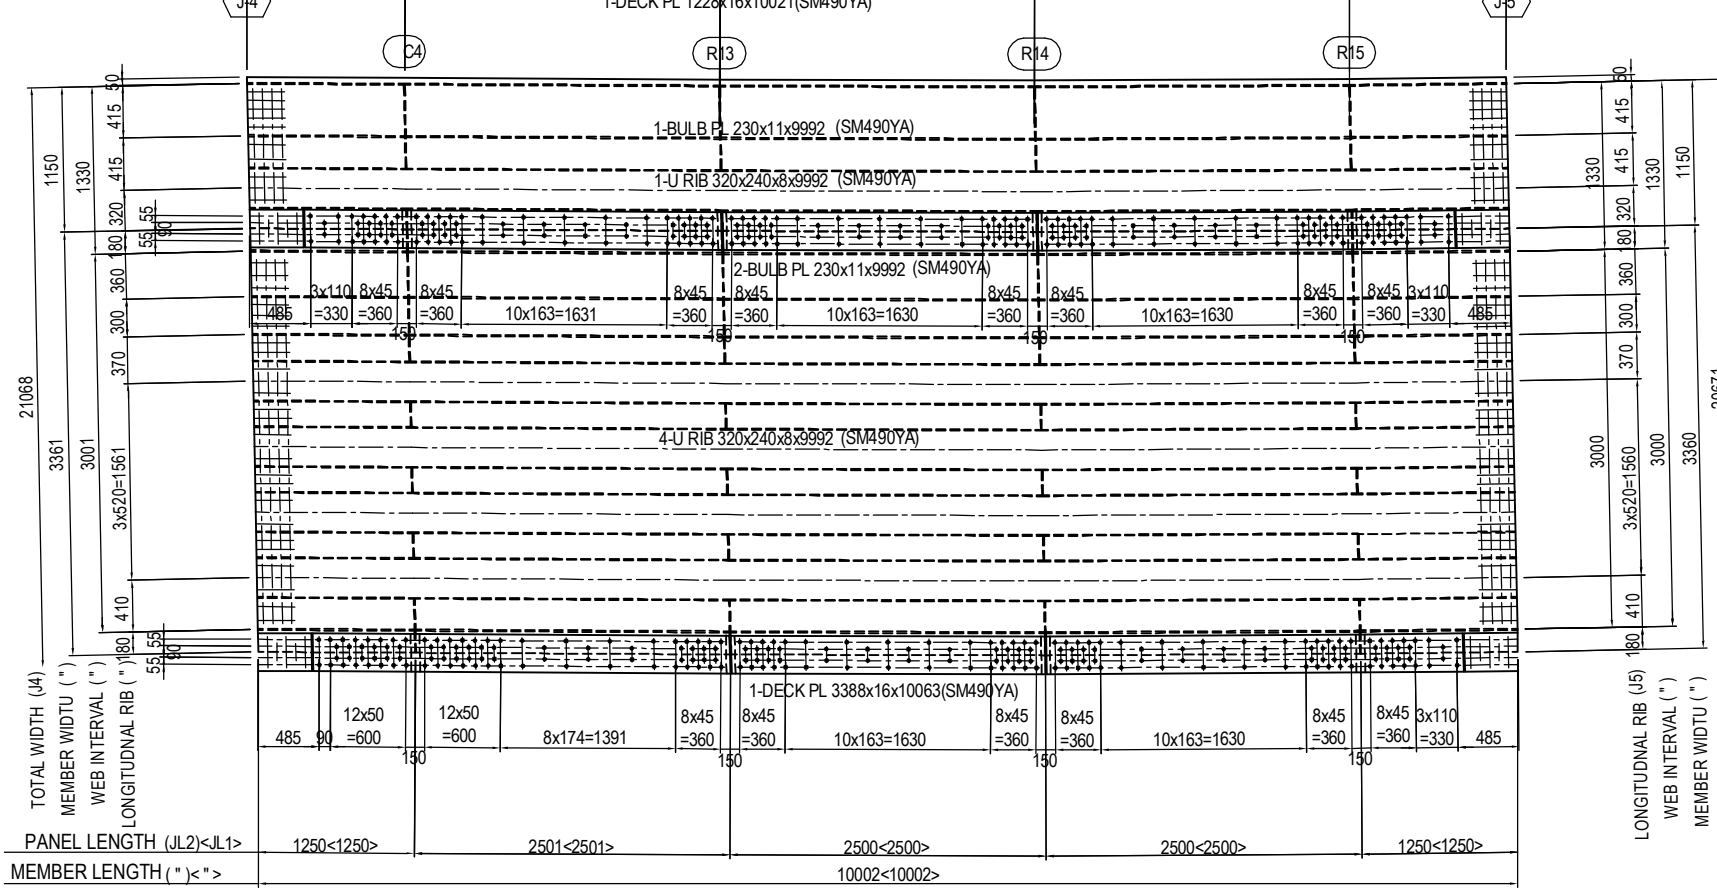 J-4
1-DECK PL 1228x16x10021(SM490YA)
J-5
C4
R13
R14
R15
50
415
415
320
180
360
300
370
3x520=1561
410
180
55
90
55
55
90
55
1150
1330
3361
3001
21068
1-BULB PL 230x11x9992 (SM490YA)
1-U RIB 320x240x8x9992 (SM490YA)
2-BULB PL 230x11x9992 (SM490YA)
485
3x110
=330
8x45
=360
150
8x45
=360
10x163=1631
8x45
=360
150
8x45
=360
10x163=1630
8x45
=360
150
8x45
=360
10x163=1630
8x45
=360
150
8x45
=360
3x110
=330
485
4-U RIB 320x240x8x9992 (SM490YA)
50
415
415
320
180
360
300
370
3x520=1560
410
180
1330
3000
1330
3000
1150
3360
1-DECK PL 3388x16x10063(SM490YA)
485
90
12x50
=600
150
12x50
=600
8x174=1391
8x45
=360
150
8x45
=360
10x163=1630
8x45
=360
150
8x45
=360
10x163=1630
8x45
=360
150
8x45
=360
3x110
=330
485
TOTAL WIDTH (J4)
MEMBER WIDTU ( " )
WEB INTERVAL ( " )
LONGITUDNAL RIB ( " )
LONGITUDNAL RIB (J5)
WEB INTERVAL ( " )
MEMBER WIDTU ( " )
PANEL LENGTH (JL2)<JL1>
1250<1250>
2501<2501>
2500<2500>
2500<2500>
1250<1250>
MEMBER LENGTH ( " )< " >
10002<10002>